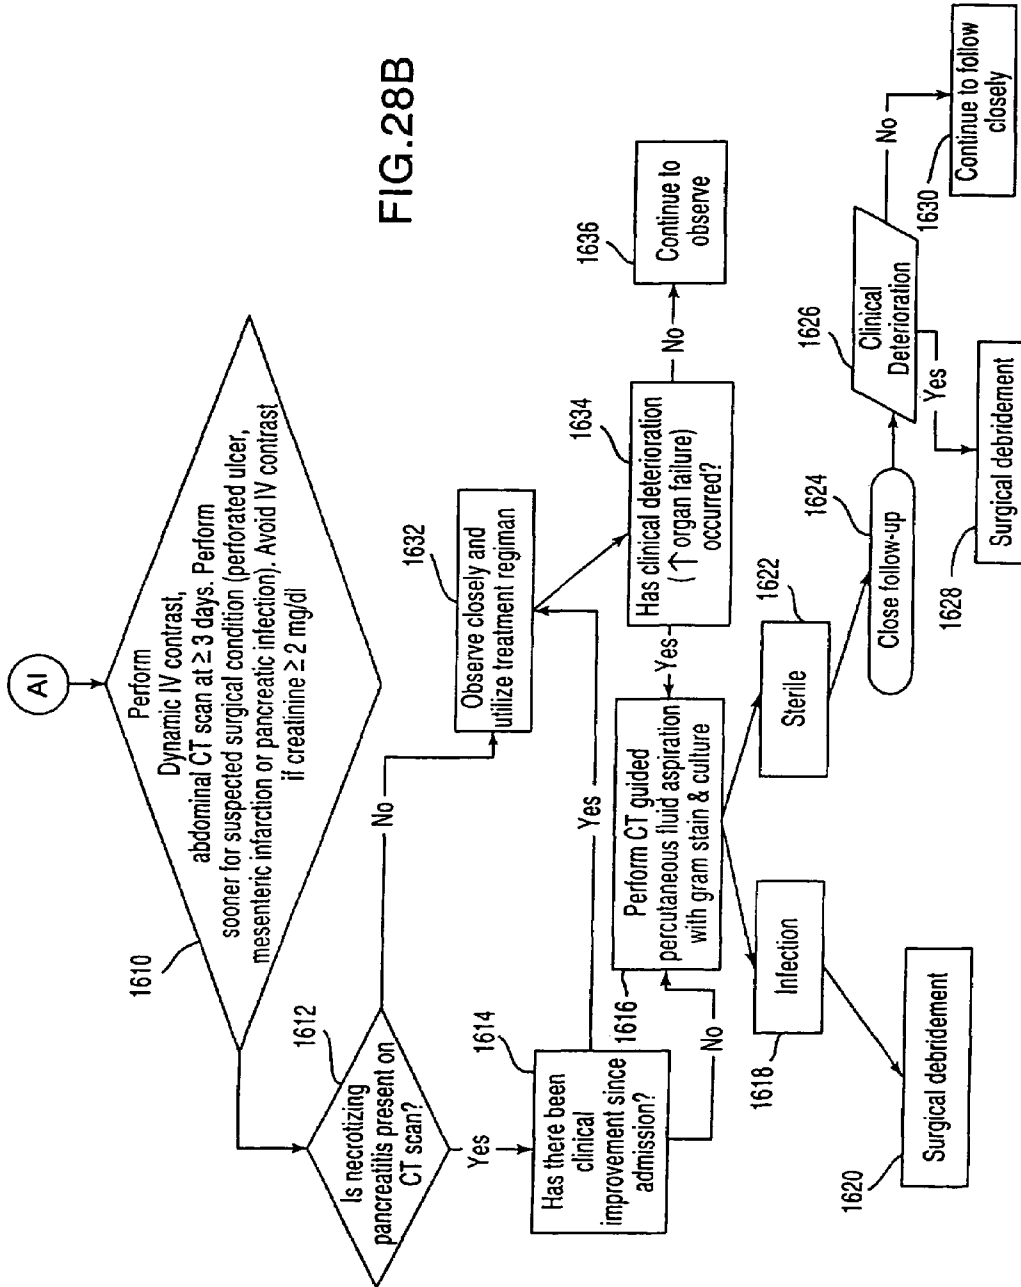 AI
Perform
Dynamic IV contrast,
abdominal CT scan at ≥ 3 days. Perform
sooner for suspected surgical condition (perforated ulcer,
mesenteric infarction or pancreatic infection). Avoid IV contrast
if creatinine ≥ 2 mg/dl
1610
1612
Is necrotizing
pancreatitis present on
CT scan?
No
Yes
1632
Observe closely and
utilize treatment regiman
1614
Has there been
clinical
improvement since
admission?
Yes
No
1634
Has clinical deterioration
(↑ organ failure)
occurred?
No
Yes
1636
Continue to
observe
1616
Perform CT guided
percutaneous fluid aspiration
with gram stain & culture
1618
Infection
1620
Surgical debridement
1622
Sterile
1624
Close follow-up
1626
Clinical
Deterioration
Yes
No
1628
Surgical debridement
1630
Continue to follow
closely
FIG.28B